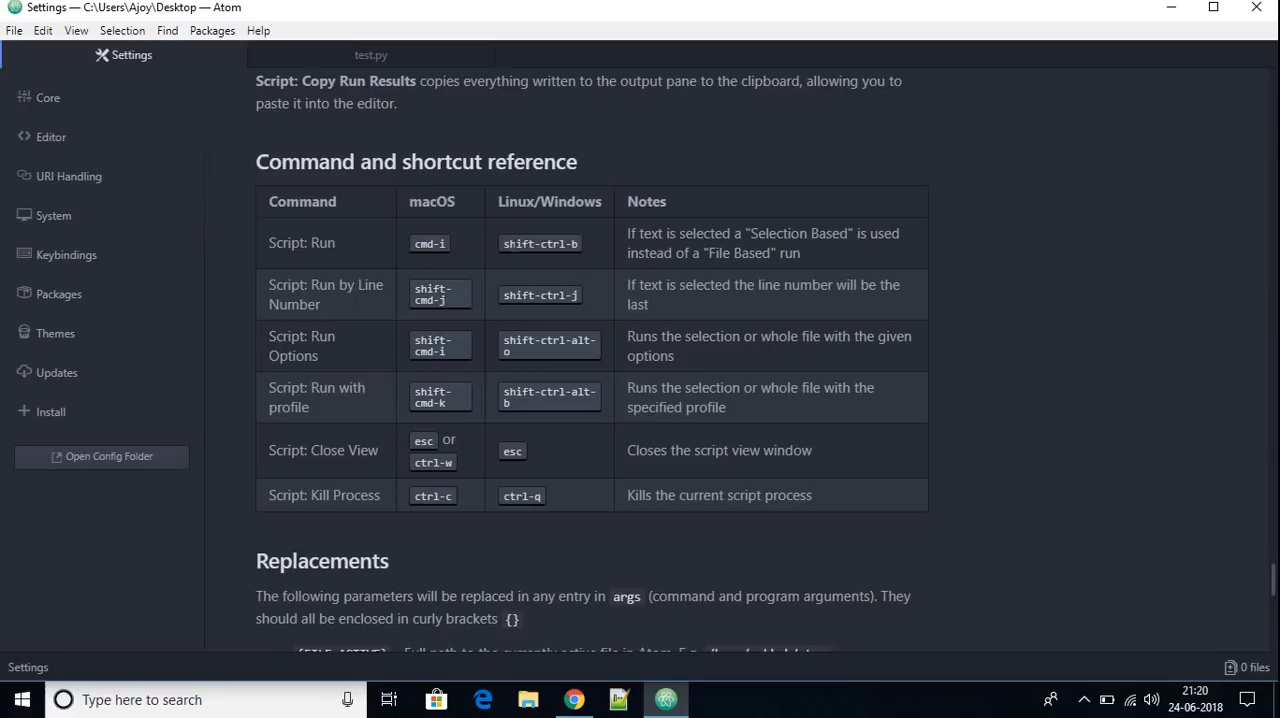 Settings — C:\Users\Ajoy\Desktop — Atom
File Edit View Selection Find Packages Help
Settings
test.py
Core
Editor
URI Handling
System
Keybindings
Packages
Themes
Updates
Install
Open Config Folder
Script: Copy Run Results copies everything written to the output pane to the clipboard, allowing you to
paste it into the editor.
Command and shortcut reference
Command macOS Linux/Windows Notes
Script: Run cmd-i shift-ctrl-b If text is selected a "Selection Based" is used
instead of a "File Based" run
Script: Run by Line shift- shift-ctrl-j If text is selected the line number will be the
Number cmd-j last
Script: Run shift- shift-ctrl-alt- Runs the selection or whole file with the given
Options cmd-i o options
Script: Run with shift- shift-ctrl-alt- Runs the selection or whole file with the
profile cmd-k b specified profile
Script: Close View esc or esc Closes the script view window
ctrl-w
Script: Kill Process ctrl-c ctrl-q Kills the current script process
Replacements
The following parameters will be replaced in any entry in args (command and program arguments). They
should all be enclosed in curly brackets {}
{FILE_ACTIVE} - Full path to the currently active file in Atom. E.g.
Settings
0 files
Type here to search
21:20
24-06-2018